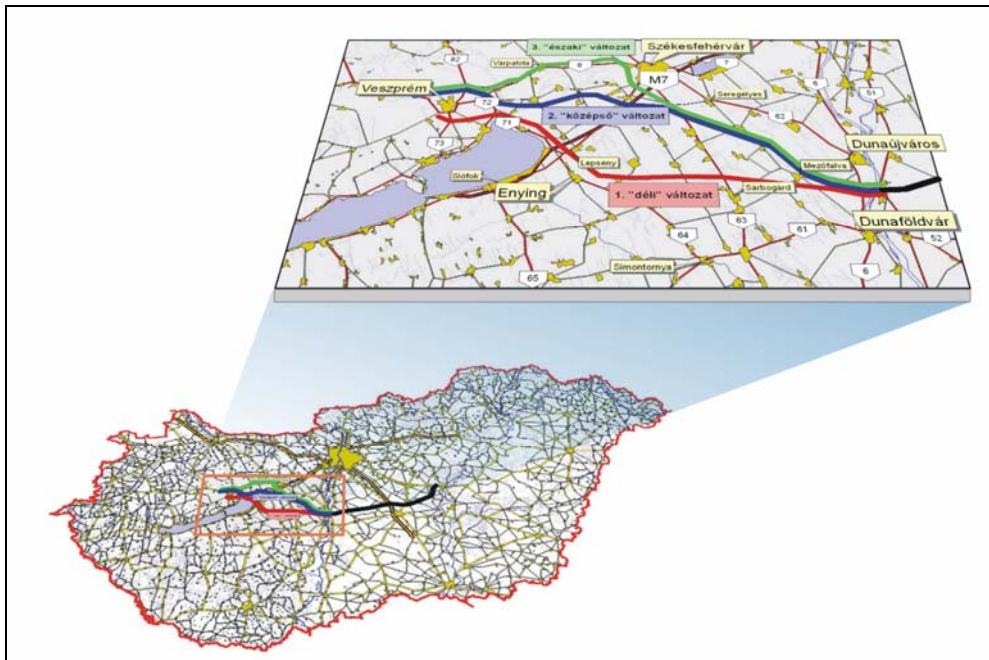 3. "északi" változat
Székesfehérvár
82
Várpalota
8
7
M7
6
51
Veszprém
72
Seregélyes
71
2. "középső" változat
62
73
Dunaújváros
Lepsény
Mezőfalva
Siófok
Enying
1. "déli" változat
Sárbogárd
Dunaföldvár
63
64
61
52
Simontornya
65
6